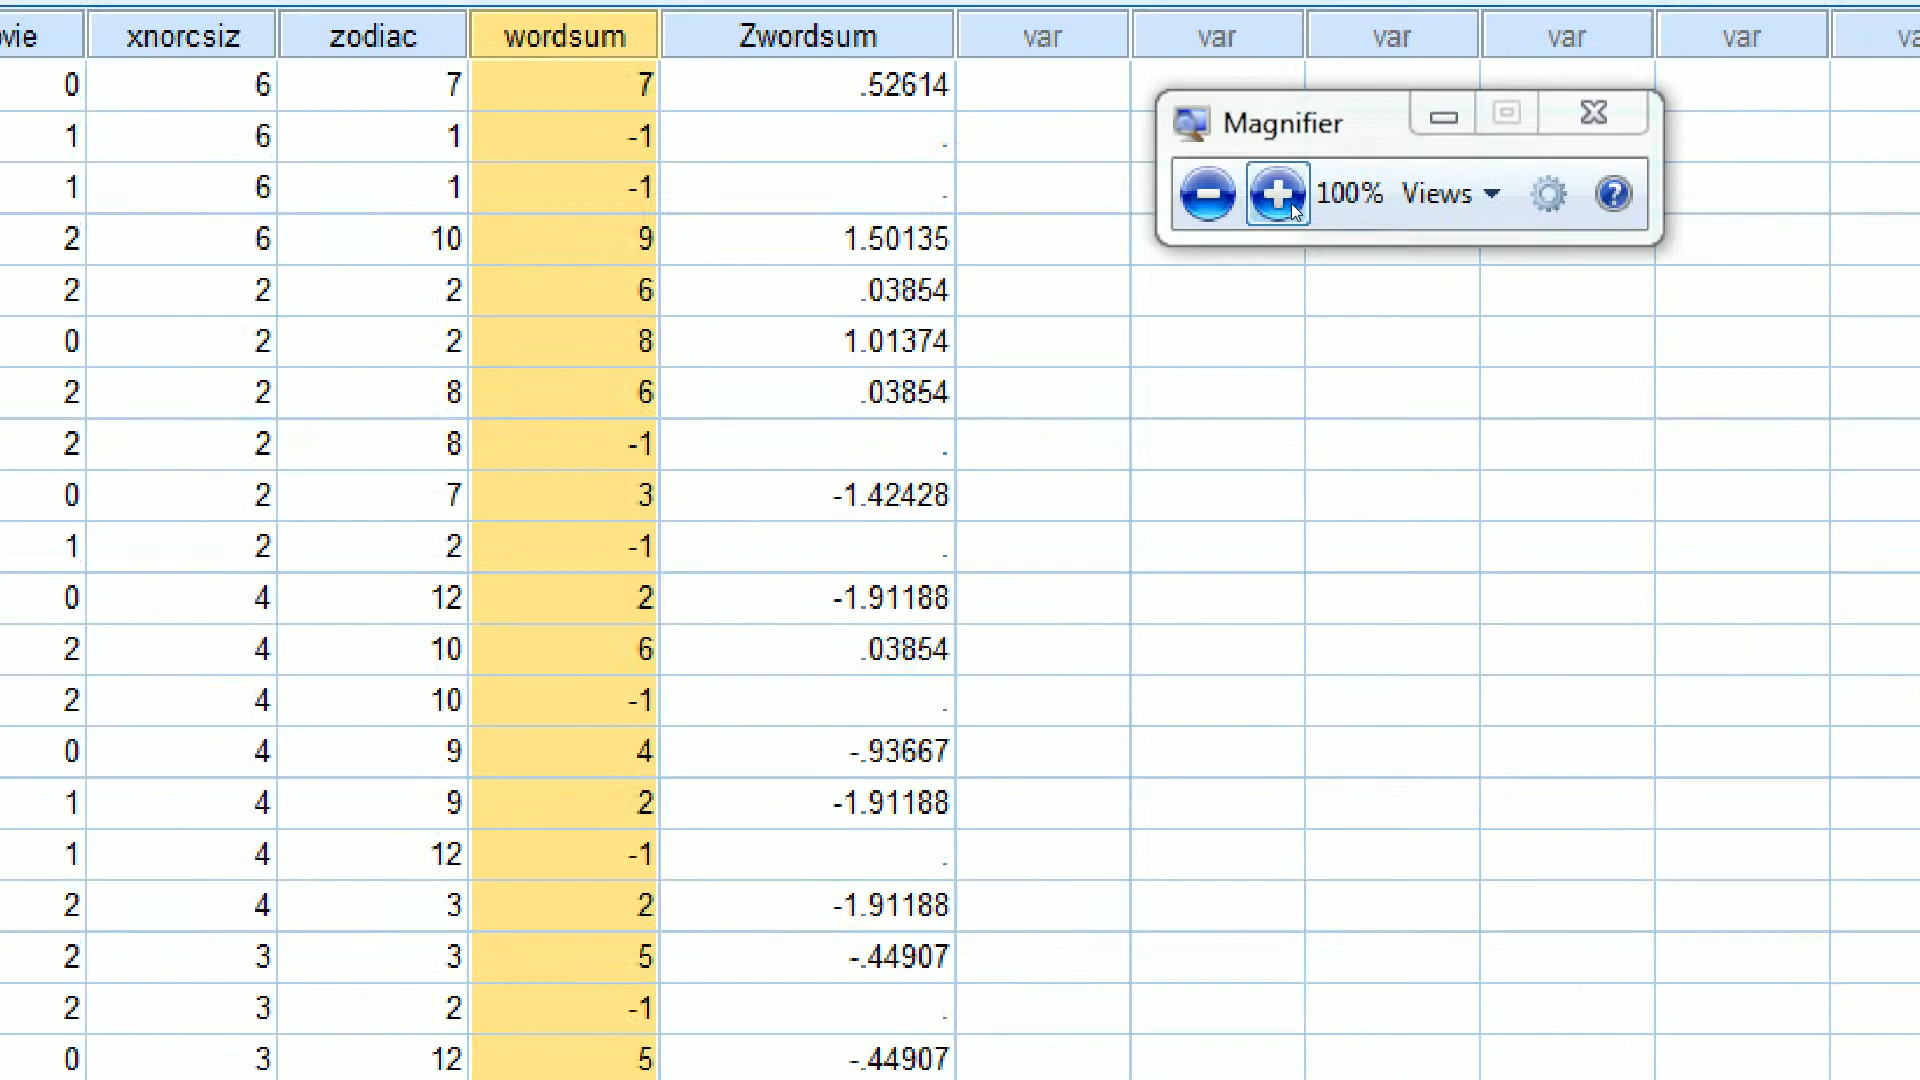 ovie xnorcsiz zodiac wordsum Zwordsum var var var var var va
0 6 7 7 .52614
1 6 1 -1 .
1 6 1 -1 .
2 6 10 9 1.50135
2 2 2 6 .03854
0 2 2 8 1.01374
2 2 8 6 .03854
2 2 8 -1 .
0 2 7 3 -1.42428
1 2 2 -1 .
0 4 12 2 -1.91188
2 4 10 6 .03854
2 4 10 -1 .
0 4 9 4 -.93667
1 4 9 2 -1.91188
1 4 12 -1 .
2 4 3 2 -1.91188
2 3 3 5 -.44907
2 3 2 -1 .
0 3 12 5 -.44907
Magnifier
100% Views